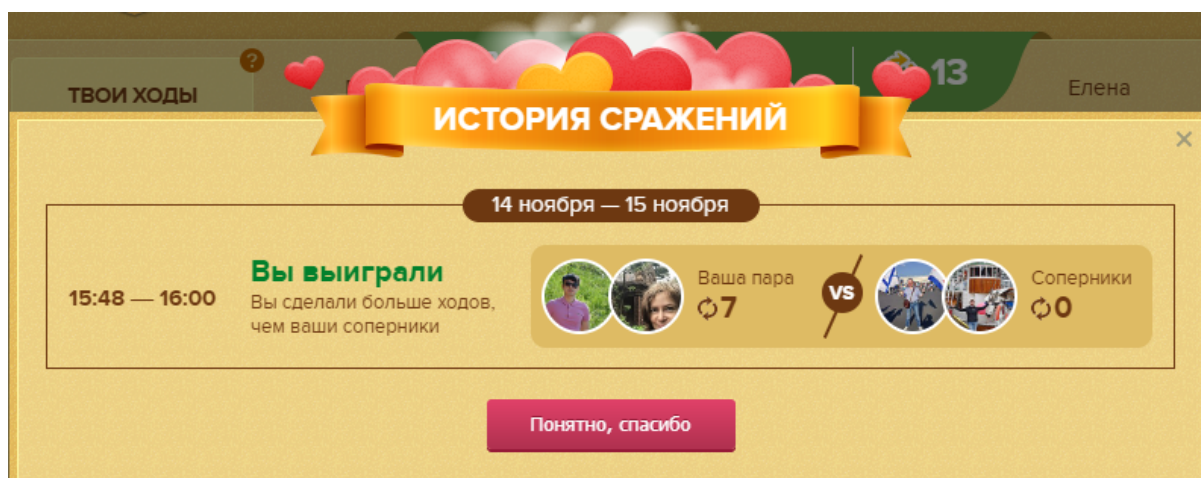 ?
ТВОИ ХОДЫ
13
Елена
ИСТОРИЯ СРАЖЕНИЙ
×
14 ноября — 15 ноября
15:48 — 16:00
Вы выиграли
Вы сделали больше ходов,
чем ваши соперники
Ваша пара
7
VS
Соперники
0
Понятно, спасибо